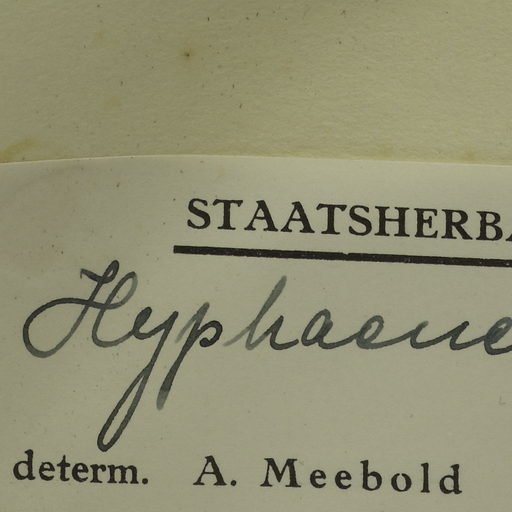 STAATSHERBA
Hyphaene
determ. A. Meebold